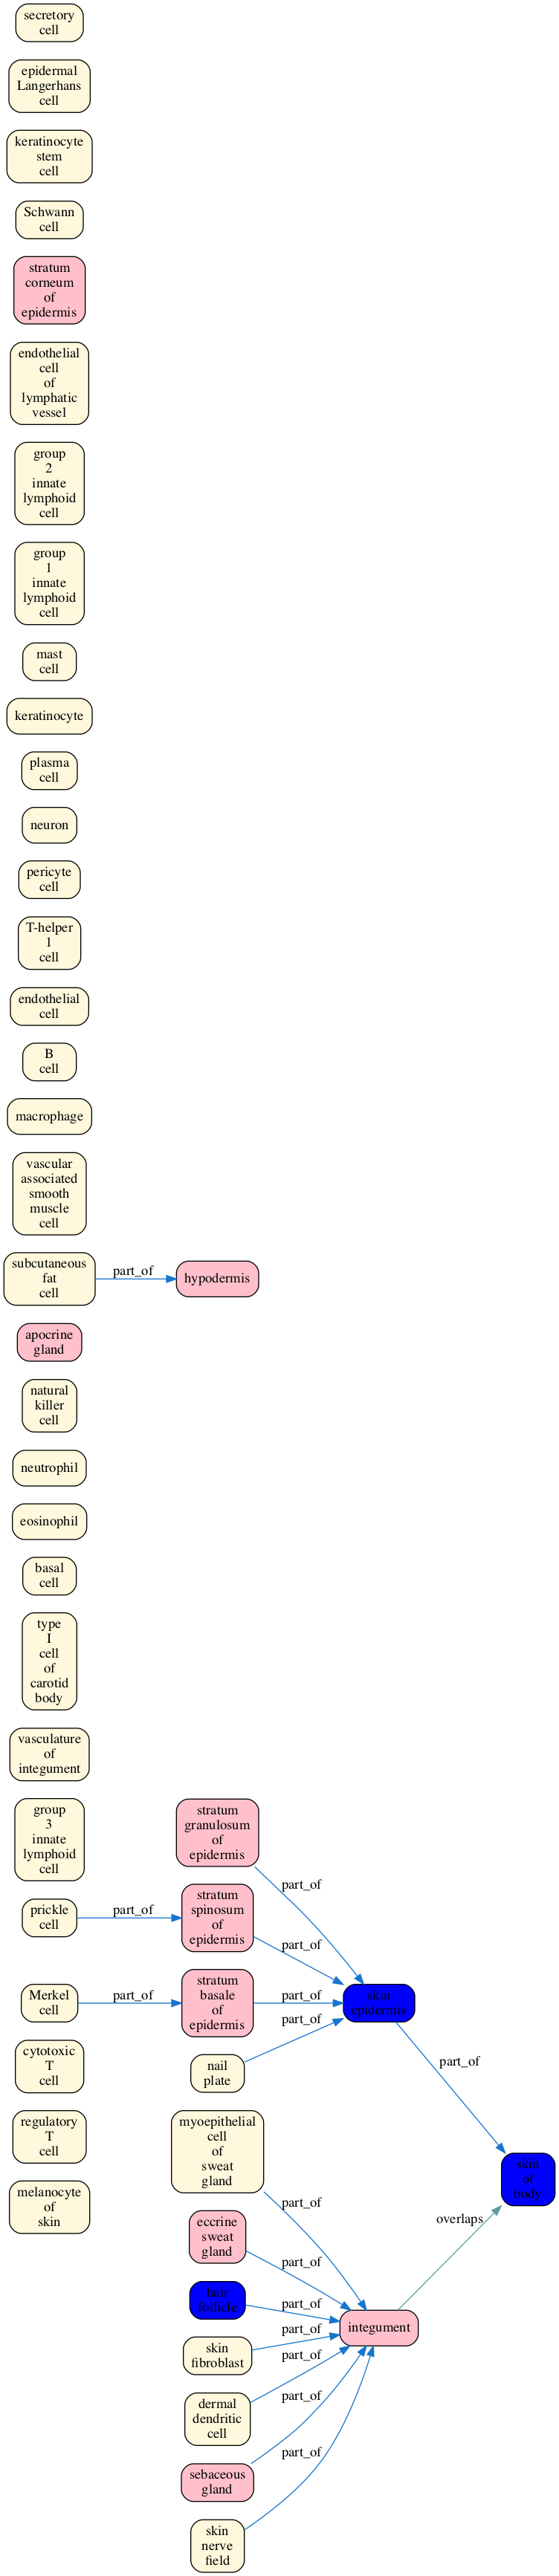 secretory
cell
epidermal
Langerhans
cell
keratinocyte
stem
cell
Schwann
cell
stratum
corneum
of
epidermis
endothelial
cell
of
lymphatic
vessel
group
2
innate
lymphoid
cell
group
1
innate
lymphoid
cell
mast
cell
keratinocyte
plasma
cell
neuron
pericyte
cell
T-helper
1
cell
endothelial
cell
B
cell
macrophage
vascular
associated
smooth
muscle
cell
subcutaneous
fat
cell
part_of
hypodermis
apocrine
gland
natural
killer
cell
neutrophil
eosinophil
basal
cell
type
I
cell
of
carotid
body
vasculature
of
integument
group
3
innate
lymphoid
cell
stratum
granulosum
of
epidermis
part_of
prickle
cell
part_of
stratum
spinosum
of
epidermis
part_of
Merkel
cell
part_of
stratum
basale
of
epidermis
part_of
skin
epidermis
part_of
cytotoxic
T
cell
nail
plate
part_of
regulatory
T
cell
myoepithelial
cell
of
sweat
gland
part_of
skin
of
body
melanocyte
of
skin
eccrine
sweat
gland
part_of
overlaps
hair
follicle
part_of
integument
skin
fibroblast
part_of
dermal
dendritic
cell
part_of
sebaceous
gland
part_of
skin
nerve
field
part_of